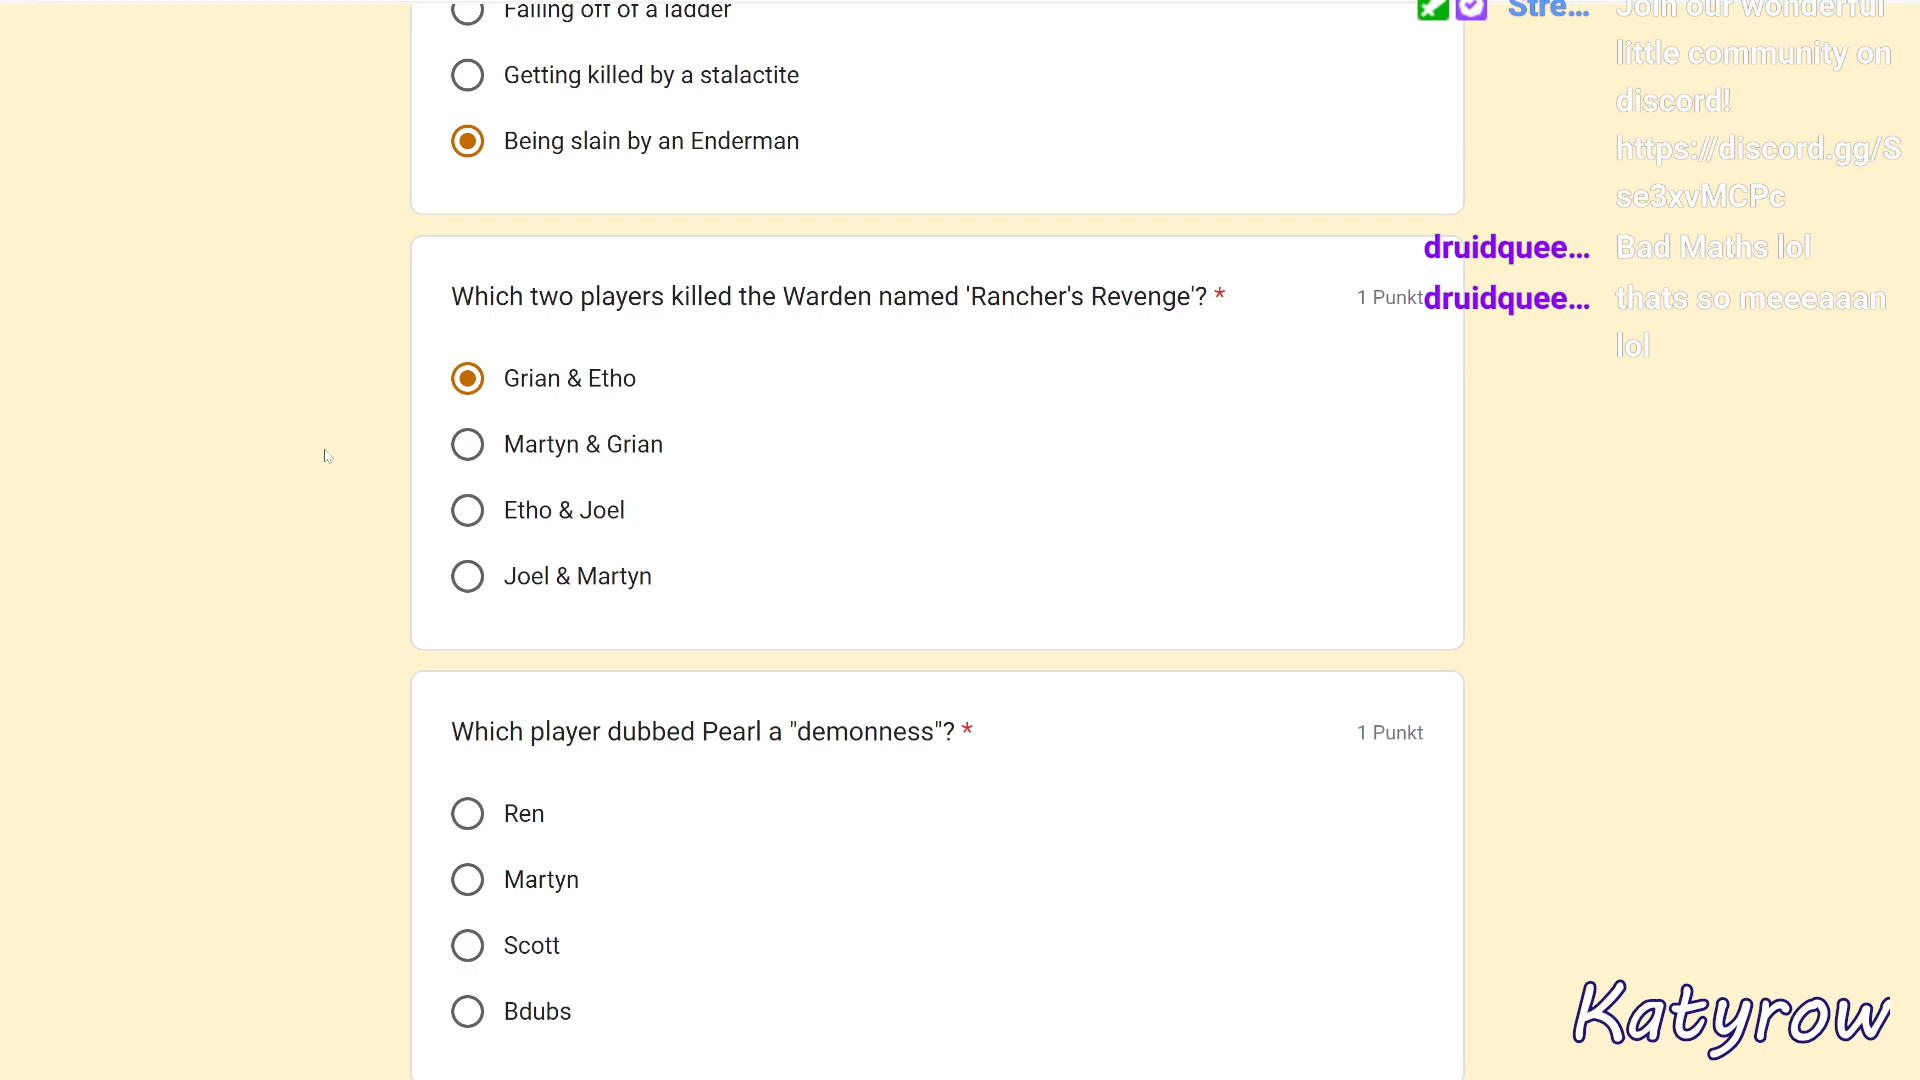 Falling off of a ladder
Getting killed by a stalactite
Being slain by an Enderman
Which two players killed the Warden named 'Rancher's Revenge'? *
1 Punkt
Grian & Etho
Martyn & Grian
Etho & Joel
Joel & Martyn
Which player dubbed Pearl a "demonness"? *
1 Punkt
Ren
Martyn
Scott
Bdubs
Stre... Join our wonderful
little community on
discord!
https://discord.gg/S
se3xvMCPc
druidquee... Bad Maths lol
druidquee... thats so meeeaaan
lol
Katyrow